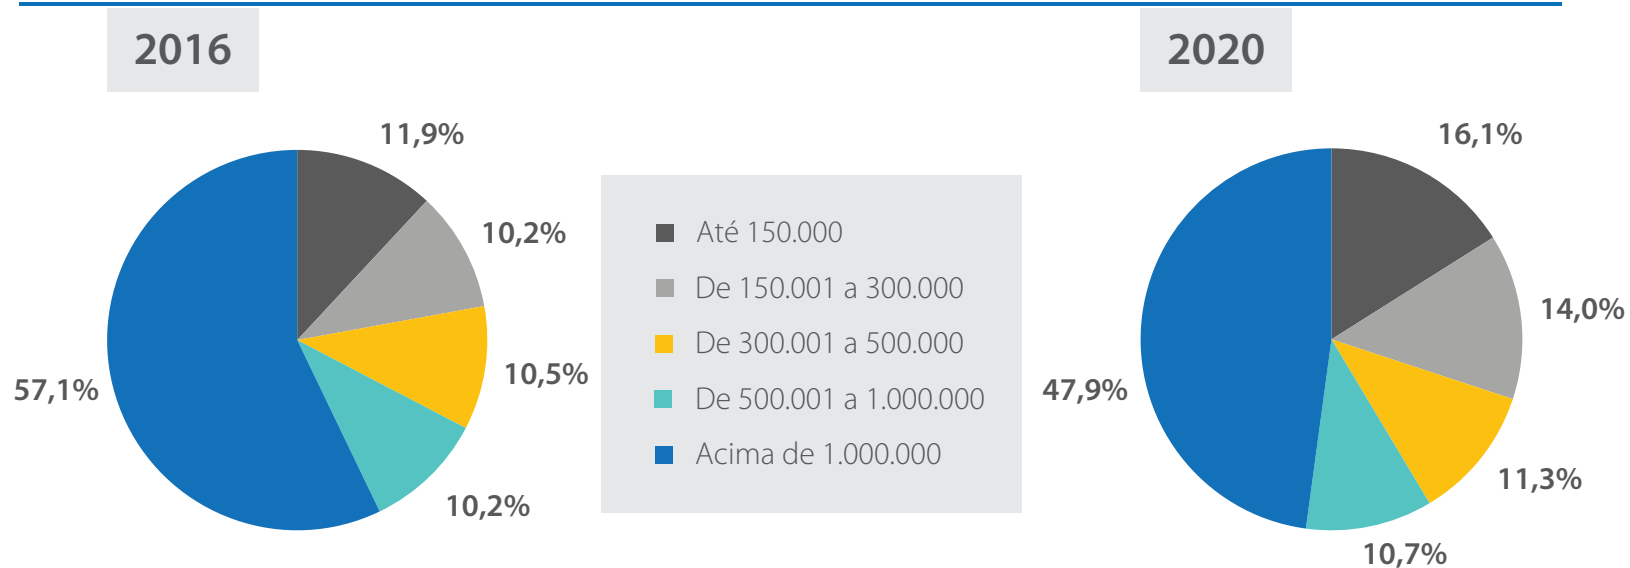 2016
11,9%
10,2%
10,5%
10,2%
57,1%
Até 150.000
De 150.001 a 300.000
De 300.001 a 500.000
De 500.001 a 1.000.000
Acima de 1.000.000
2020
16,1%
14,0%
11,3%
10,7%
47,9%